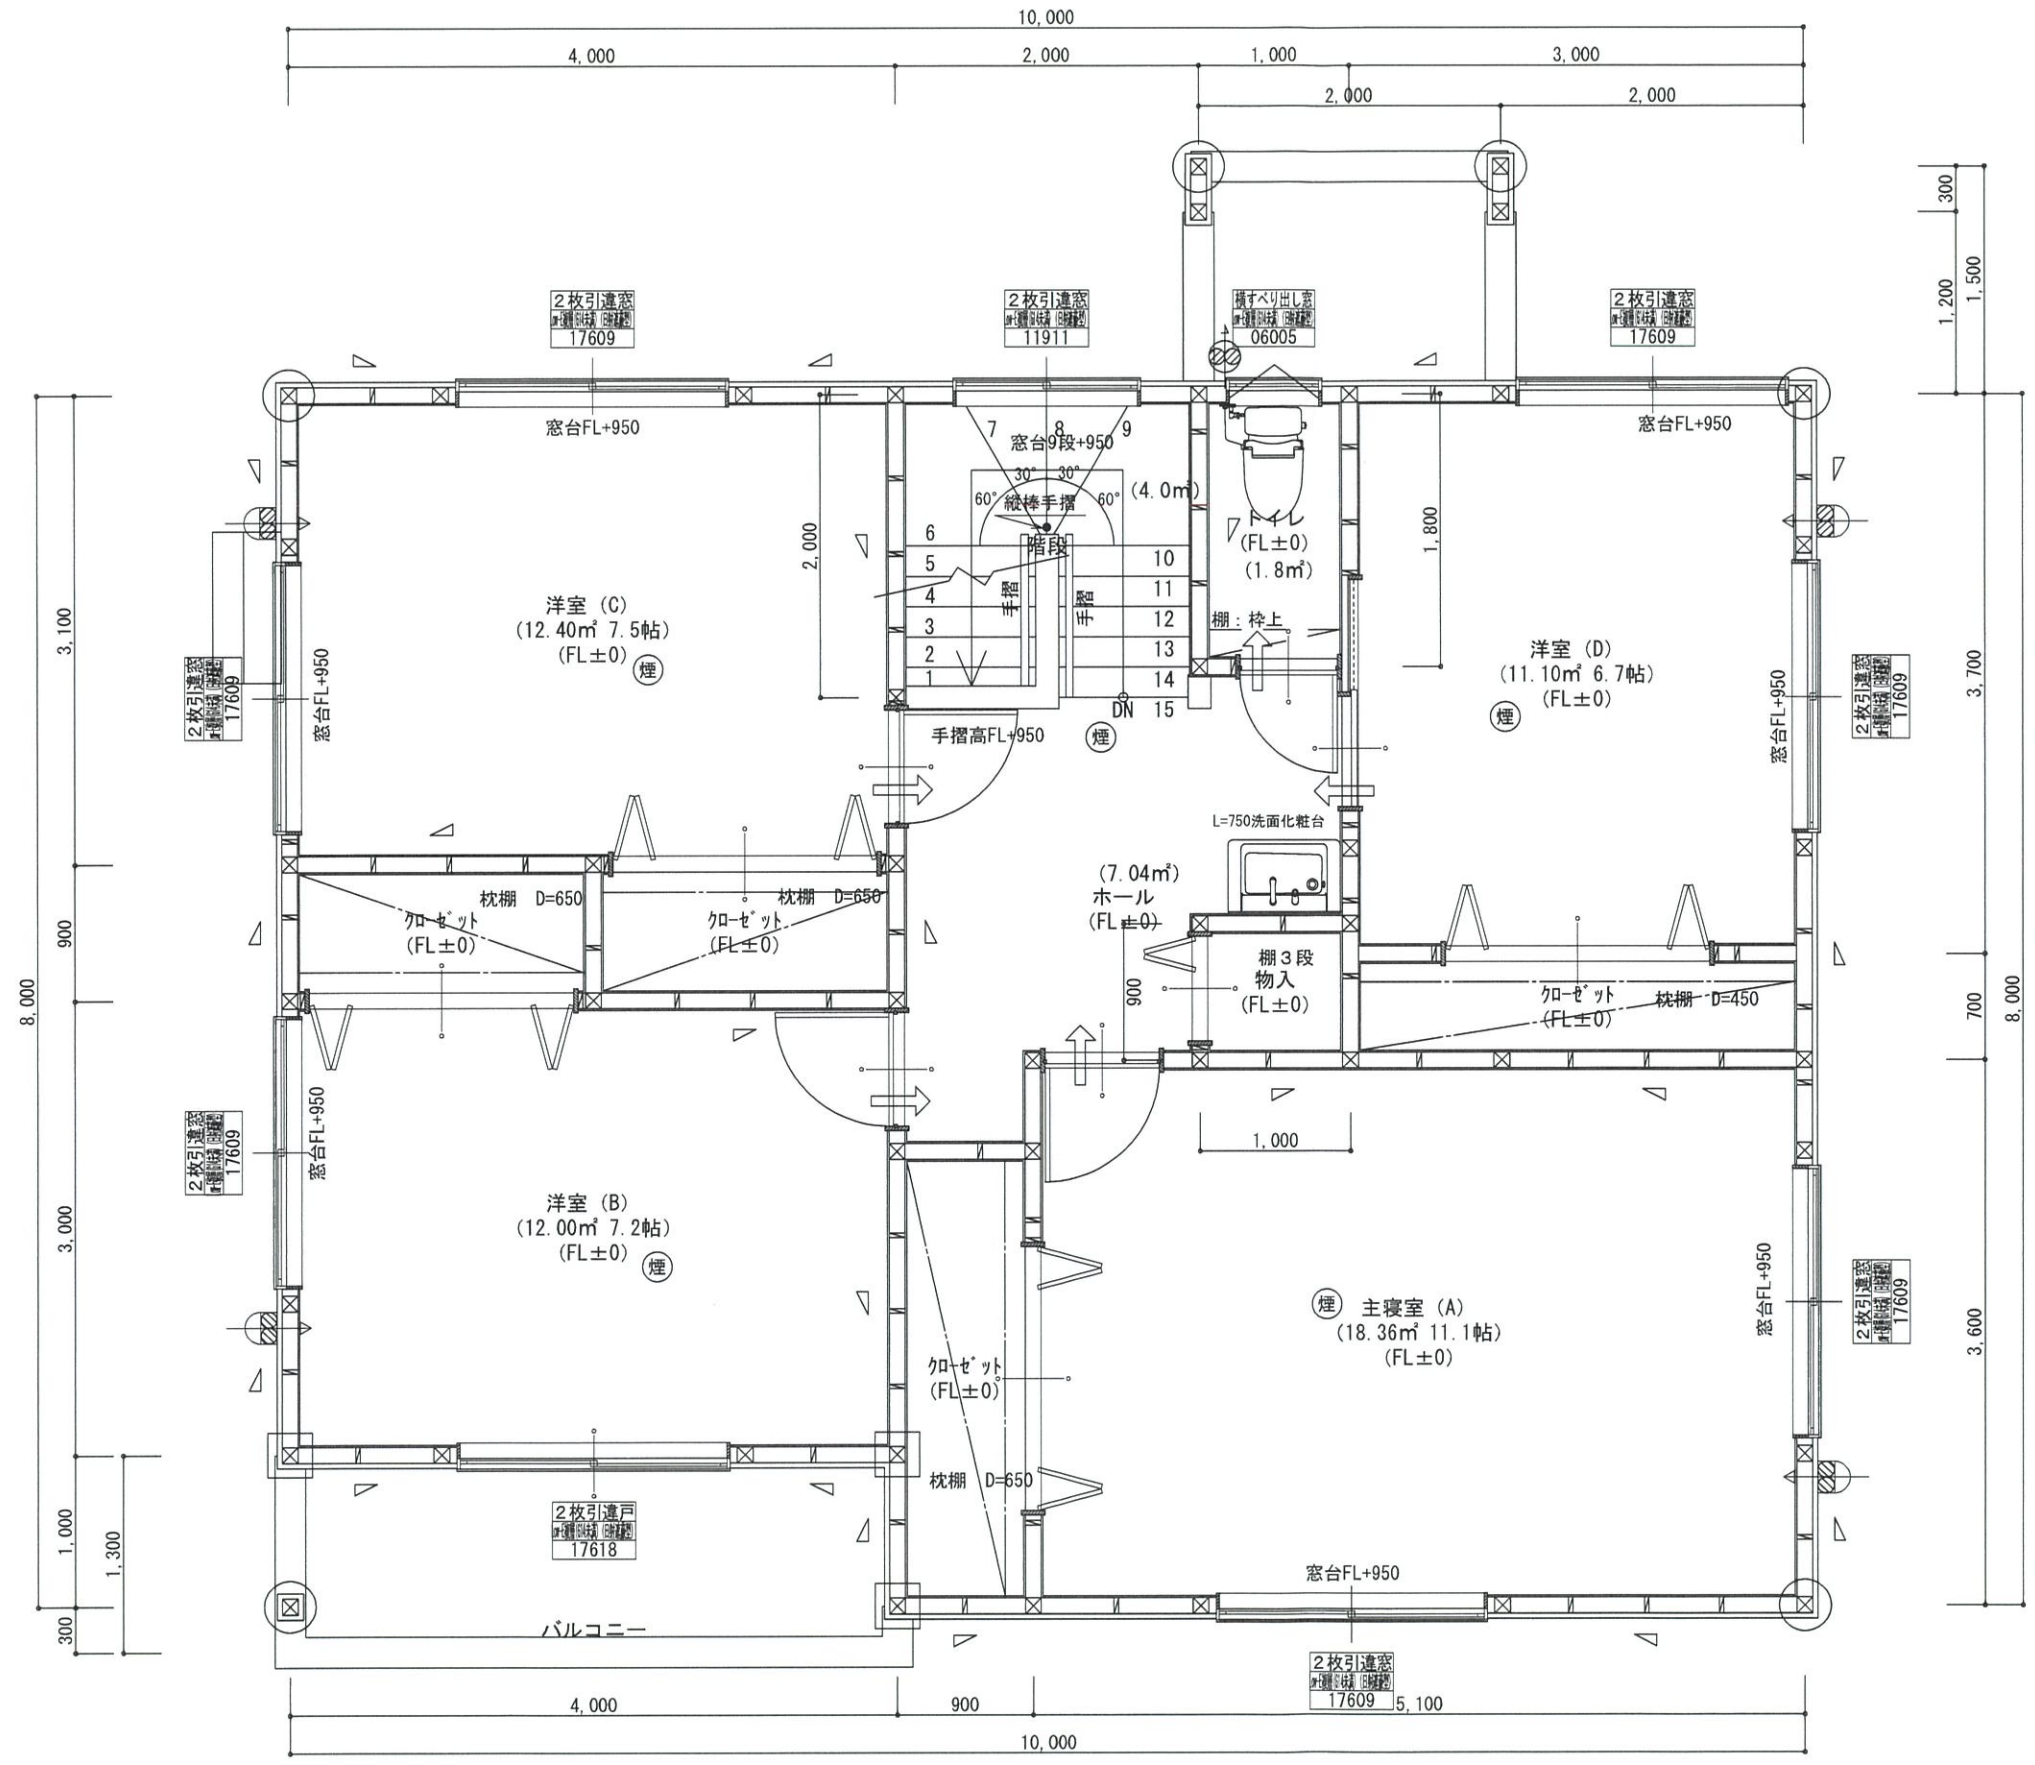 10,000
4,000
2,000
1,000
3,000
2,000
2,000
300
1,200
1,500
2枚引違窓
17609
2枚引違窓
11911
横すべり出し窓
06005
2枚引違窓
17609
窓台FL+950
7
8
9
窓台9段+950
窓台FL+950
30°
30°
60°
60°
(4.0㎡)
縦棒手摺
階段
手摺
手摺
2,000
6
5
4
3
2
1
10
11
12
13
14
15
DN
手摺高FL+950
煙
トイレ
(FL±0)
(1.8㎡)
棚:枠上
1,800
洋室 (C)
(12.40㎡ 7.5帖)
(FL±0)
煙
洋室 (D)
(11.10㎡ 6.7帖)
(FL±0)
煙
2枚引違窓
17609
窓台FL+950
窓台FL+950
2枚引違窓
17609
3,100
900
8,000
3,000
1,000
1,300
300
3,700
700
8,000
3,600
L=750洗面化粧台
(7.04㎡)
ホール
(FL±0)
枕棚 D=650
クローゼット
(FL±0)
枕棚 D=650
クローゼット
(FL±0)
900
棚3段
物入
(FL±0)
クローゼット
(FL±0)
枕棚 D=450
1,000
2枚引違窓
17609
窓台FL+950
洋室 (B)
(12.00㎡ 7.2帖)
(FL±0)
煙
煙
主寝室 (A)
(18.36㎡ 11.1帖)
(FL±0)
窓台FL+950
2枚引違窓
17609
クローゼット
(FL±0)
枕棚 D=650
2枚引違戸
17618
窓台FL+950
バルコニー
2枚引違窓
17609
4,000
900
5,100
10,000